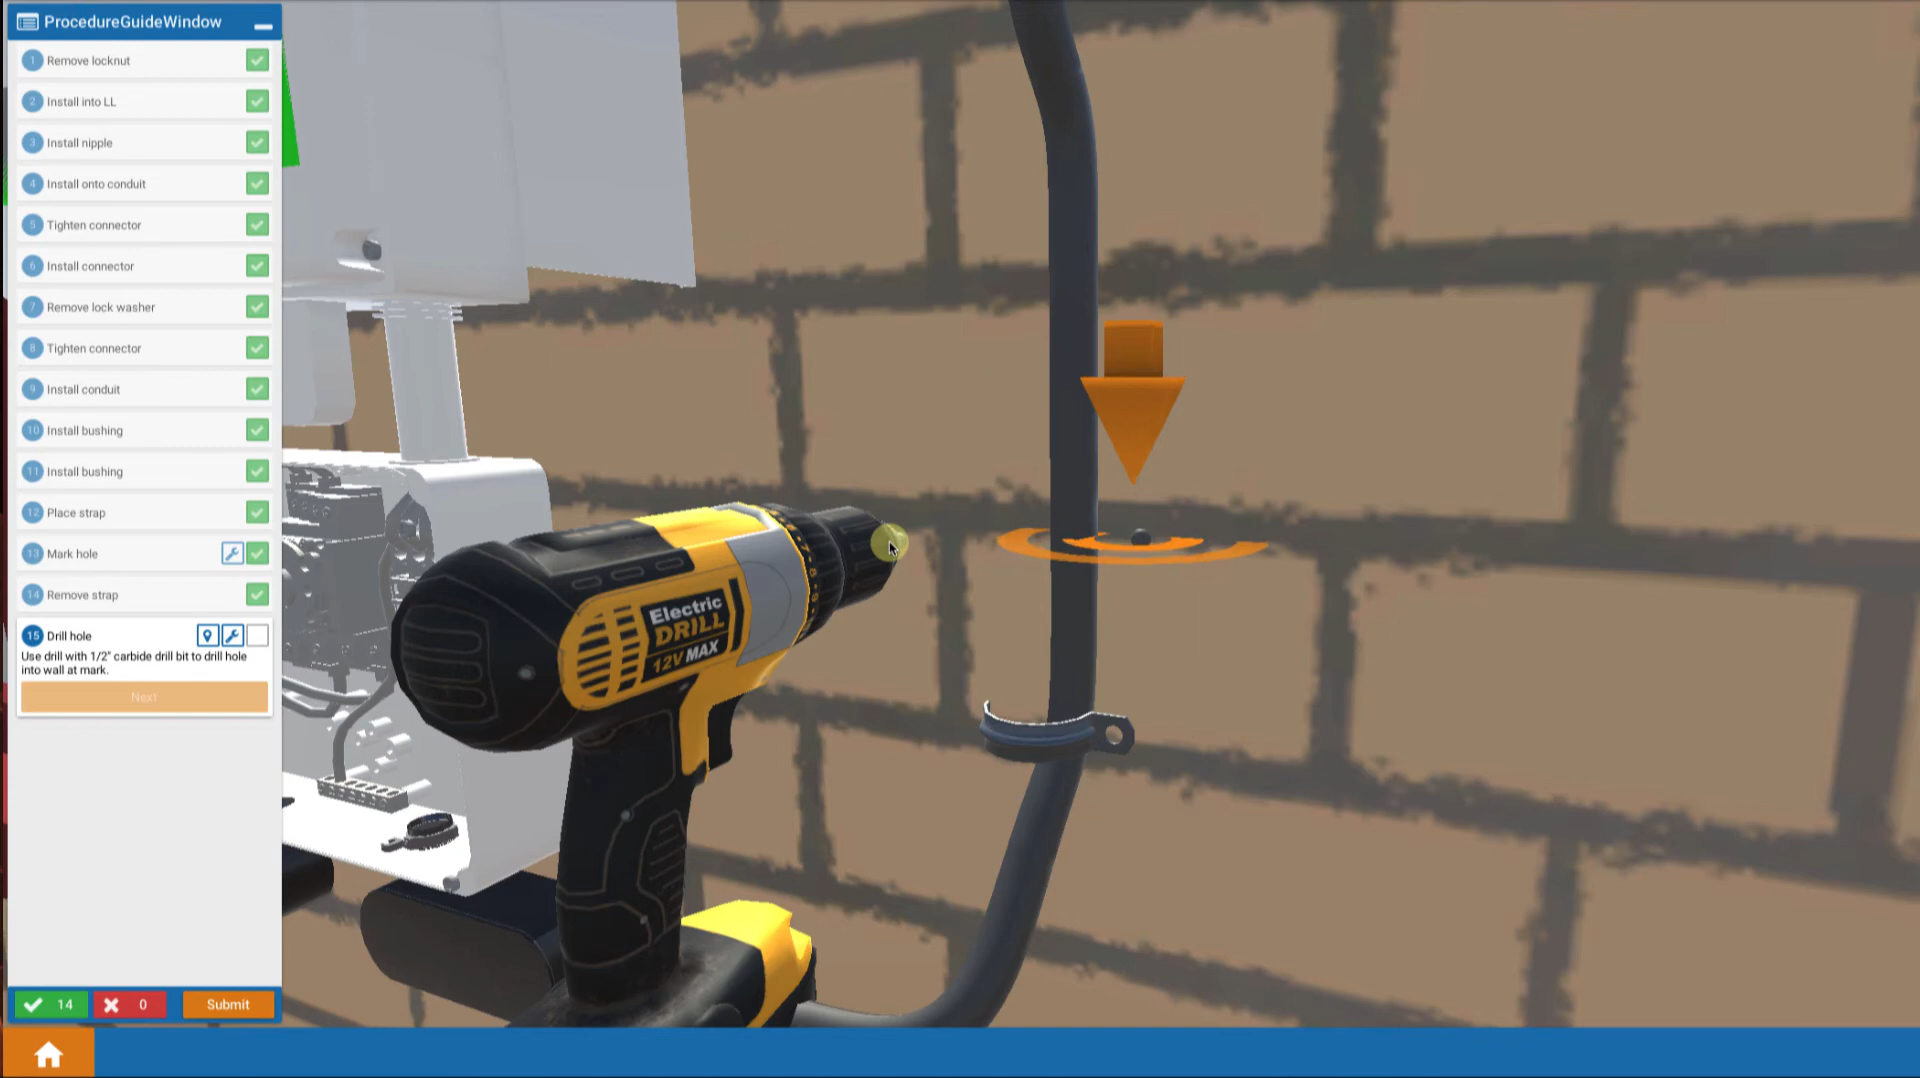 ProcedureGuideWindow
1 Remove locknut
2 Install into LL
3 Install nipple
4 Install onto conduit
5 Tighten connector
6 Install connector
7 Remove lock washer
8 Tighten connector
9 Install conduit
10 Install bushing
11 Install bushing
12 Place strap
13 Mark hole
14 Remove strap
15 Drill hole
Use drill with 1/2" carbide drill bit to drill hole
into wall at mark.
Next
14 0 Submit
Electric
DRILL
12V MAX